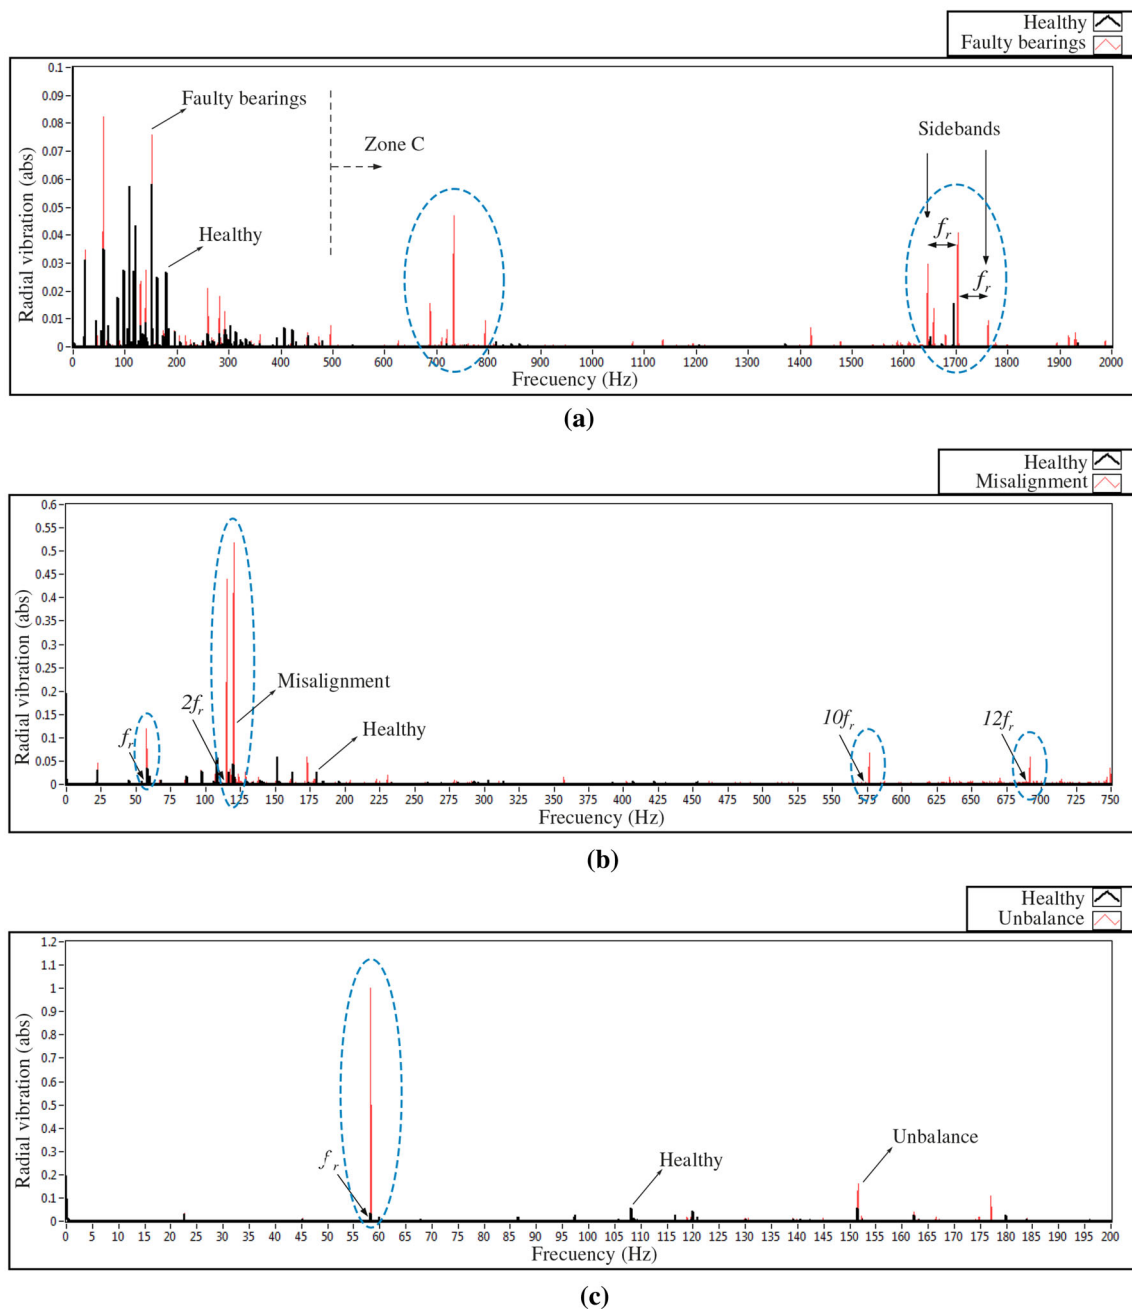 Healthy
Faulty bearings
0.1
0.09
0.08
0.07
0.06
0.05
0.04
0.03
0.02
0.01
0
Radial vibration (abs)
Faulty bearings
Healthy
Zone C
Sidebands
fr
fr
0 100 200 300 400 500 600 700 800 900 1000 1100 1200 1300 1400 1500 1600 1700 1800 1900 2000
Frecuency (Hz)
(a)
Healthy
Misalignment
0.6
0.55
0.5
0.45
0.4
0.35
0.3
0.25
0.2
0.15
0.1
0.05
0
Radial vibration (abs)
fr
2fr
Misalignment
Healthy
10fr
12fr
0 25 50 75 100 125 150 175 200 225 250 275 300 325 350 375 400 425 450 475 500 525 550 575 600 625 650 675 700 725 750
Frecuency (Hz)
(b)
Healthy
Unbalance
1.2
1.1
1
0.9
0.8
0.7
0.6
0.5
0.4
0.3
0.2
0.1
0
Radial vibration (abs)
fr
Healthy
Unbalance
0 5 10 15 20 25 30 35 40 45 50 55 60 65 70 75 80 85 90 95 100 105 110 115 120 125 130 135 140 145 150 155 160 165 170 175 180 185 190 195 200
Frecuency (Hz)
(c)